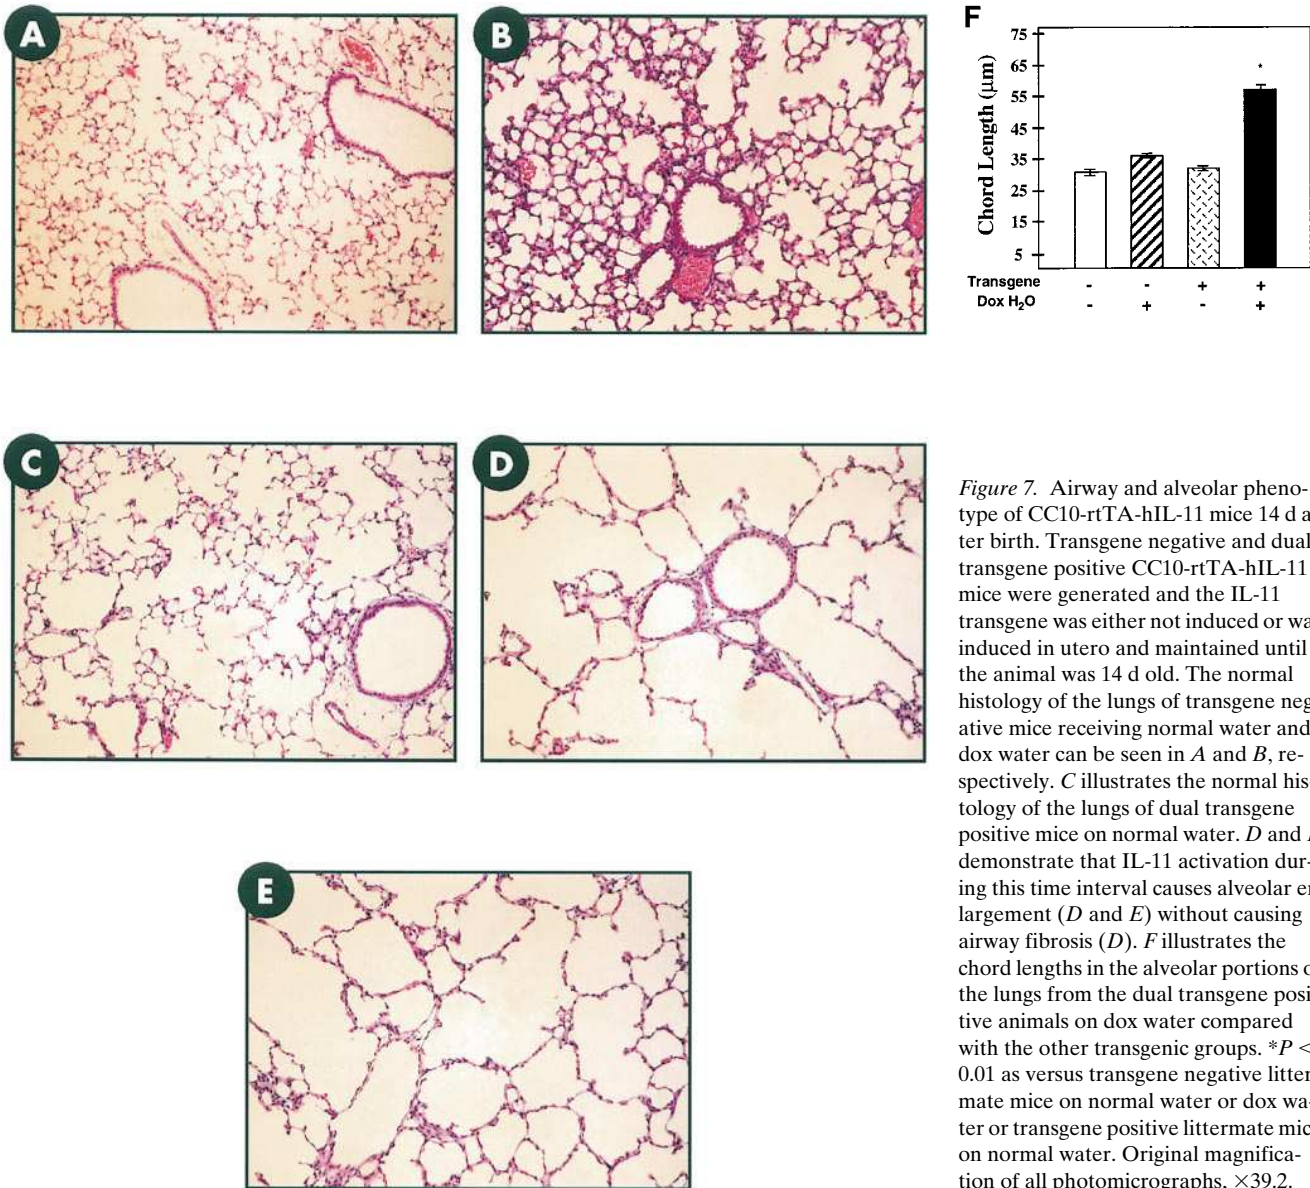 A
B
F
75
65
55
45
35
25
15
5
Chord Length (μm)
*
Transgene - - + +
Dox H₂O - + - +
C
D
E
Figure 7. Airway and alveolar pheno-
type of CC10-rtTA-hIL-11 mice 14 d a
ter birth. Transgene negative and dual
transgene positive CC10-rtTA-hIL-11
mice were generated and the IL-11
transgene was either not induced or wa
induced in utero and maintained until
the animal was 14 d old. The normal
histology of the lungs of transgene neg
ative mice receiving normal water and
dox water can be seen in A and B, re-
spectively. C illustrates the normal his-
tology of the lungs of dual transgene
positive mice on normal water. D and
demonstrate that IL-11 activation dur-
ing this time interval causes alveolar en
largement (D and E) without causing
airway fibrosis (D). F illustrates the
chord lengths in the alveolar portions o
the lungs from the dual transgene posi
tive animals on dox water compared
with the other transgenic groups. *P <
0.01 as versus transgene negative litter
mate mice on normal water or dox wa-
ter or transgene positive littermate mic
on normal water. Original magnifica-
tion of all photomicrographs, ×39.2.